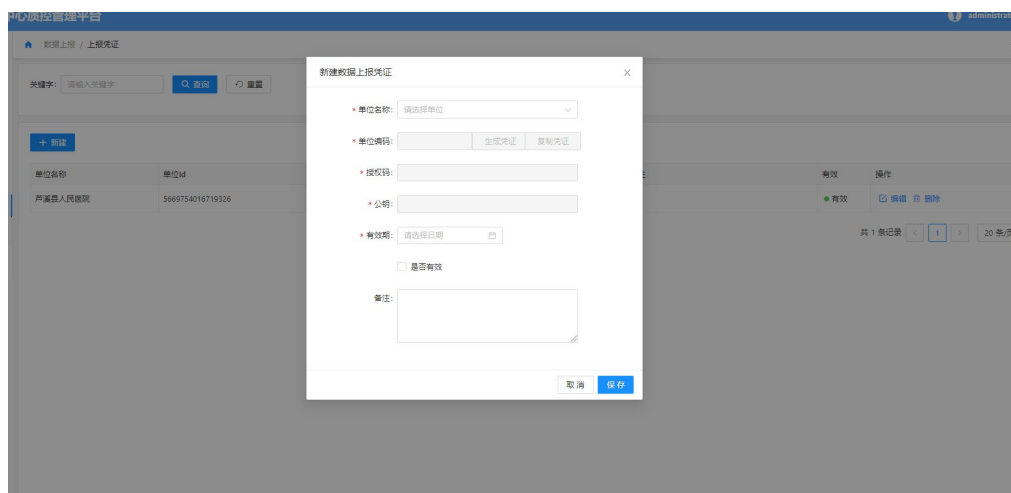 中心质控管理平台
administrat
数据上报 / 上报凭证
关键字: 请输入关键字 查询 重置
+ 新建
单位名称 单位Id 有效 操作
芦溪县人民医院 5669754016719326 有效 编辑 删除
共 1 条记录 < 1 > 20 条/页
新建数据上报凭证 X
* 单位名称: 请选择单位
* 单位编码: 生成凭证 复制凭证
* 授权码:
* 公钥:
* 有效期: 请选择日期
是否有效
备注:
取 消 保 存